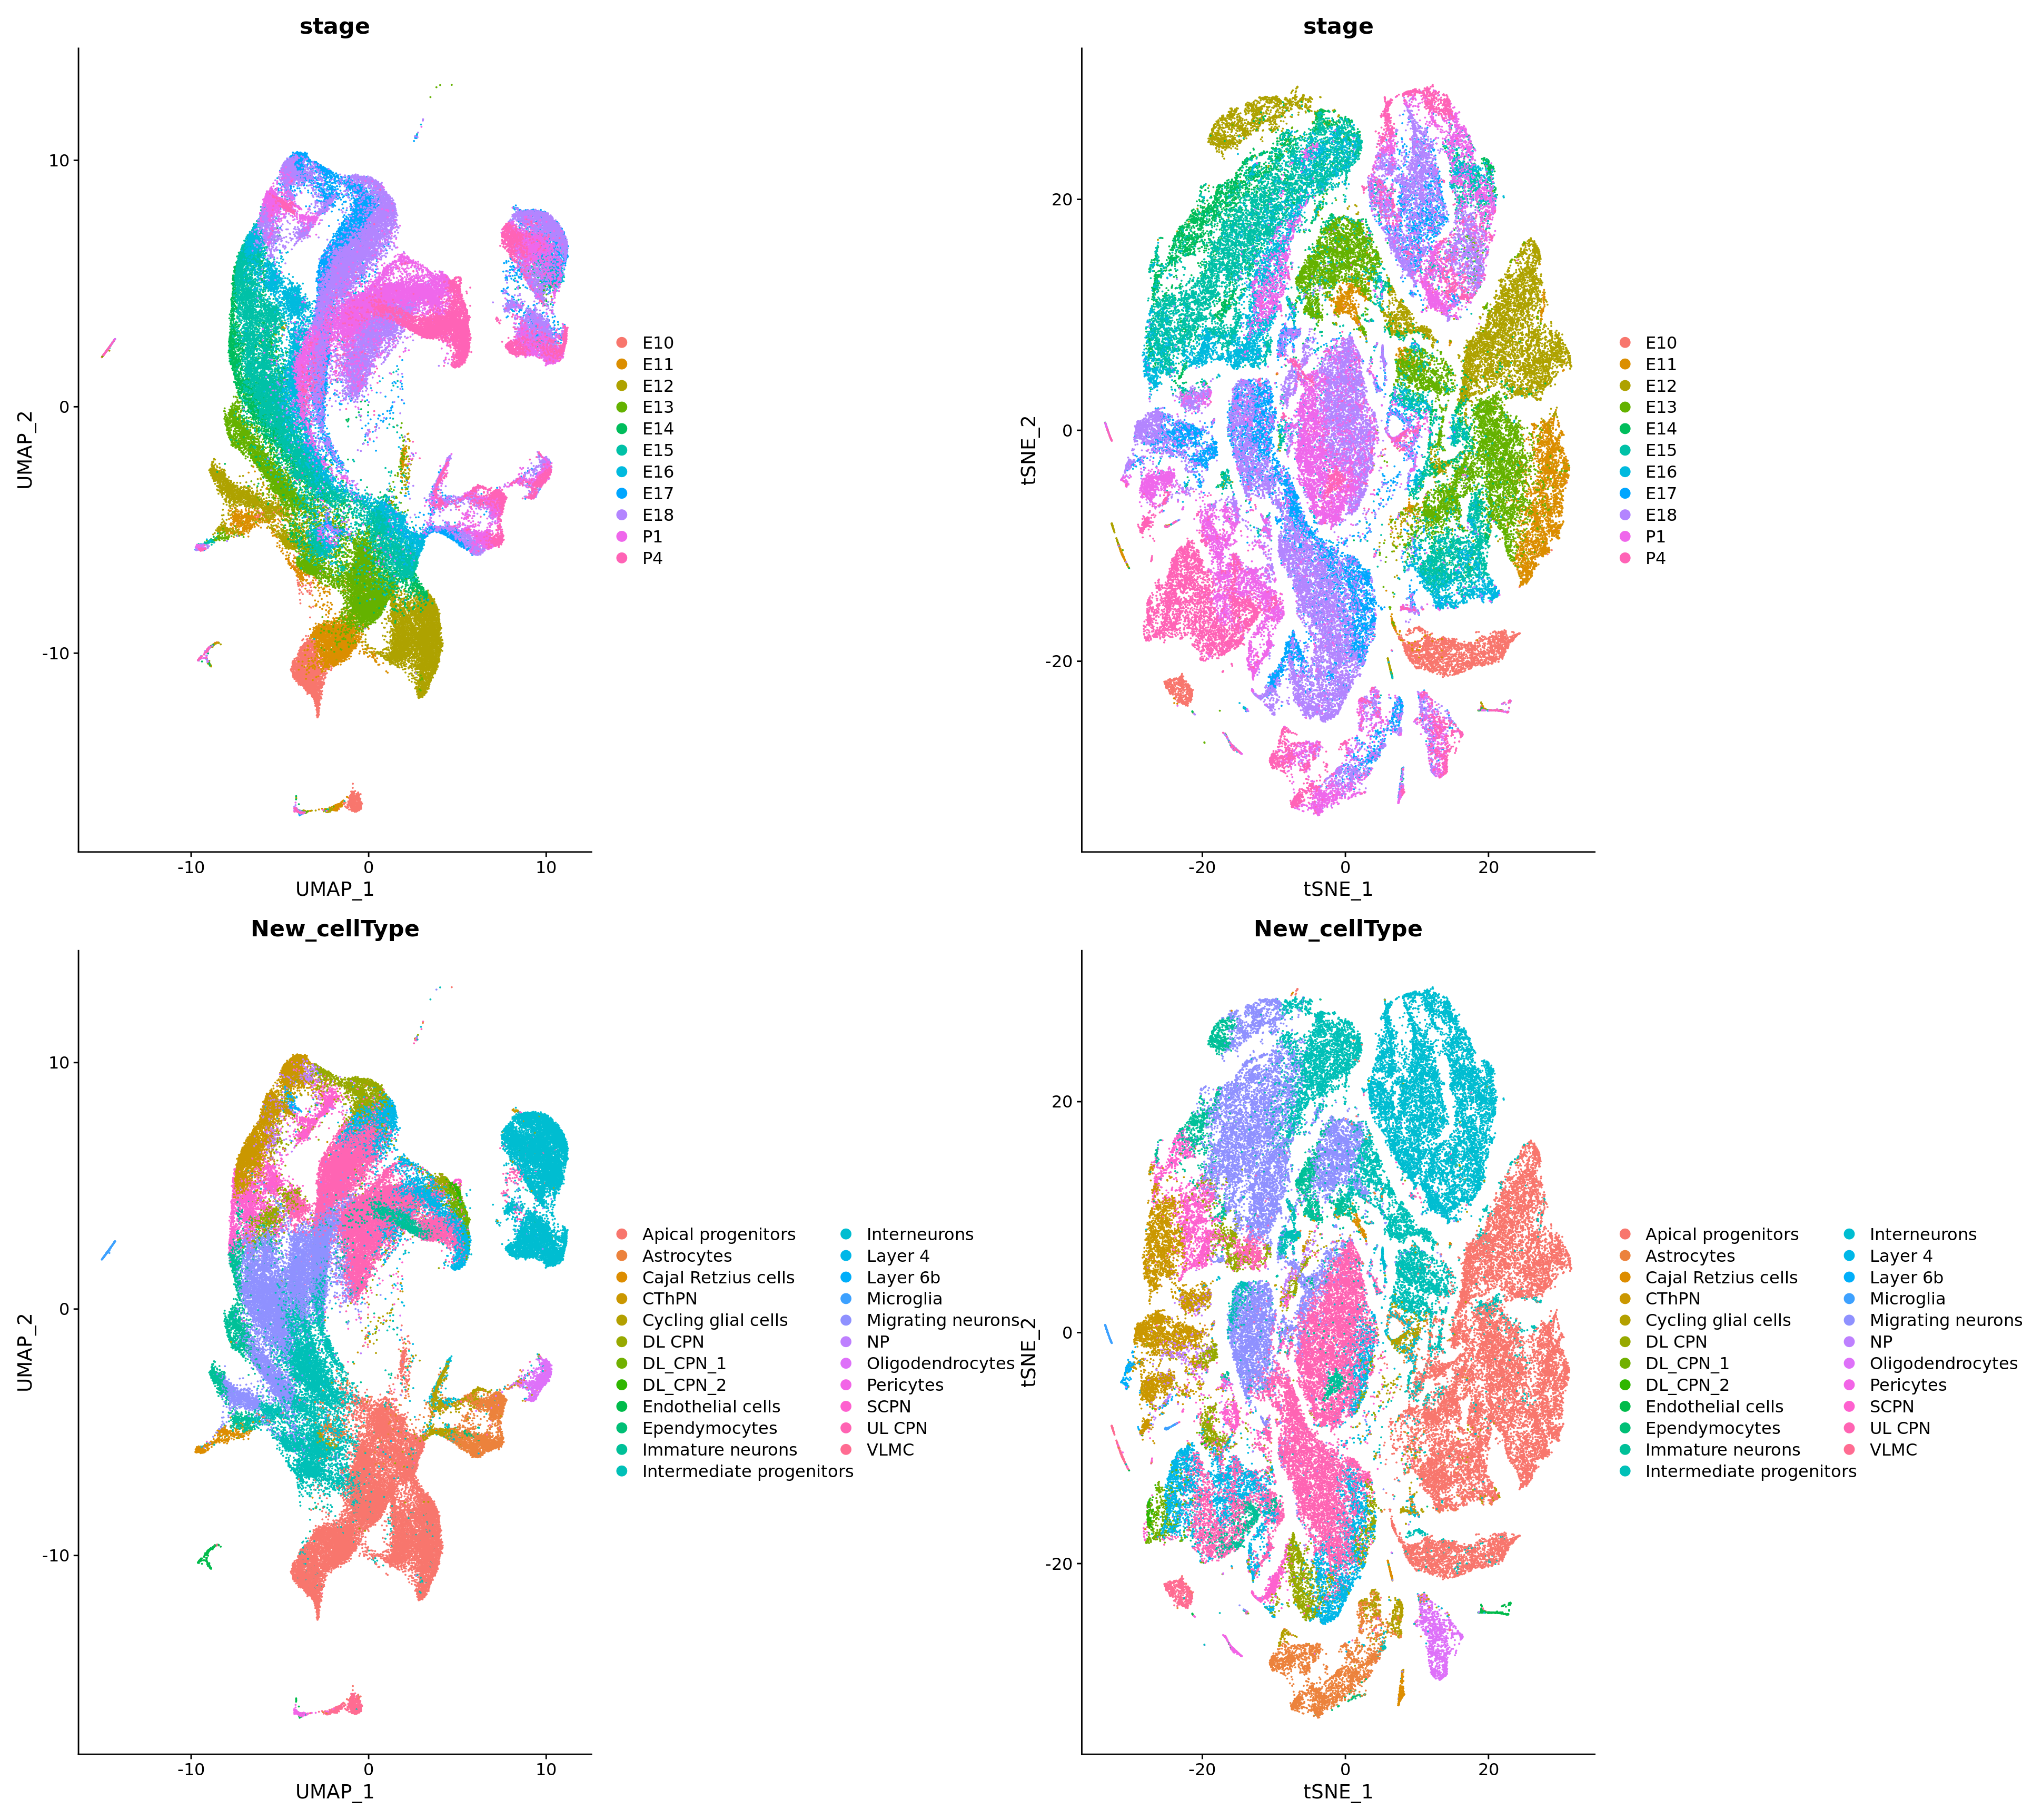 stage
10
0
-10
UMAP_2
-10
0
10
UMAP_1
E10
E11
E12
E13
E14
E15
E16
E17
E18
P1
P4
stage
20
0
-20
tSNE_2
-20
0
20
tSNE_1
E10
E11
E12
E13
E14
E15
E16
E17
E18
P1
P4
New_cellType
10
0
-10
UMAP_2
-10
0
10
UMAP_1
Apical progenitors
Astrocytes
Cajal Retzius cells
CThPN
Cycling glial cells
DL CPN
DL_CPN_1
DL_CPN_2
Endothelial cells
Ependymocytes
Immature neurons
Intermediate progenitors
Interneurons
Layer 4
Layer 6b
Microglia
Migrating neurons
NP
Oligodendrocytes
Pericytes
SCPN
UL CPN
VLMC
New_cellType
20
0
-20
tSNE_2
-20
0
20
tSNE_1
Apical progenitors
Astrocytes
Cajal Retzius cells
CThPN
Cycling glial cells
DL CPN
DL_CPN_1
DL_CPN_2
Endothelial cells
Ependymocytes
Immature neurons
Intermediate progenitors
Interneurons
Layer 4
Layer 6b
Microglia
Migrating neurons
NP
Oligodendrocytes
Pericytes
SCPN
UL CPN
VLMC